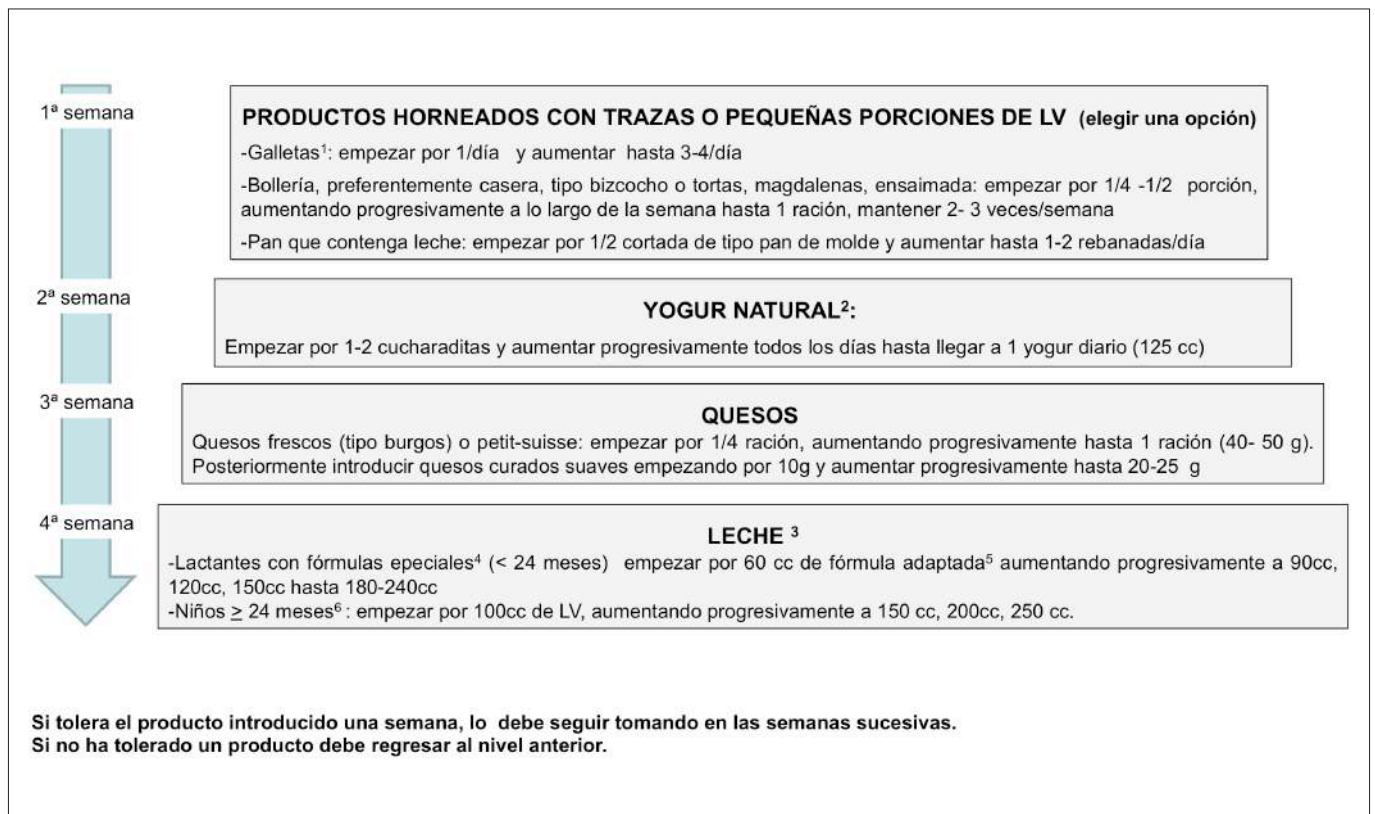 1ª semana
PRODUCTOS HORNEADOS CON TRAZAS O PEQUEÑAS PORCIONES DE LV (elegir una opción)
-Galletas¹: empezar por 1/día y aumentar hasta 3-4/día
-Bollería, preferentemente casera, tipo bizcocho o tortas, magdalenas, ensaimada: empezar por 1/4 -1/2 porción,
aumentando progresivamente a lo largo de la semana hasta 1 ración, mantener 2- 3 veces/semana
-Pan que contenga leche: empezar por 1/2 cortada de tipo pan de molde y aumentar hasta 1-2 rebanadas/día
2ª semana
YOGUR NATURAL²:
Empezar por 1-2 cucharaditas y aumentar progresivamente todos los días hasta llegar a 1 yogur diario (125 cc)
3ª semana
QUESOS
Quesos frescos (tipo burgos) o petit-suisse: empezar por 1/4 ración, aumentando progresivamente hasta 1 ración (40- 50 g).
Posteriormente introducir quesos curados suaves empezando por 10g y aumentar progresivamente hasta 20-25 g
4ª semana
LECHE ³
-Lactantes con fórmulas epeciales⁴ (< 24 meses) empezar por 60 cc de fórmula adaptada⁵ aumentando progresivamente a 90cc,
120cc, 150cc hasta 180-240cc
-Niños ≥ 24 meses⁶ : empezar por 100cc de LV, aumentando progresivamente a 150 cc, 200cc, 250 cc.
Si tolera el producto introducido una semana, lo debe seguir tomando en las semanas sucesivas.
Si no ha tolerado un producto debe regresar al nivel anterior.